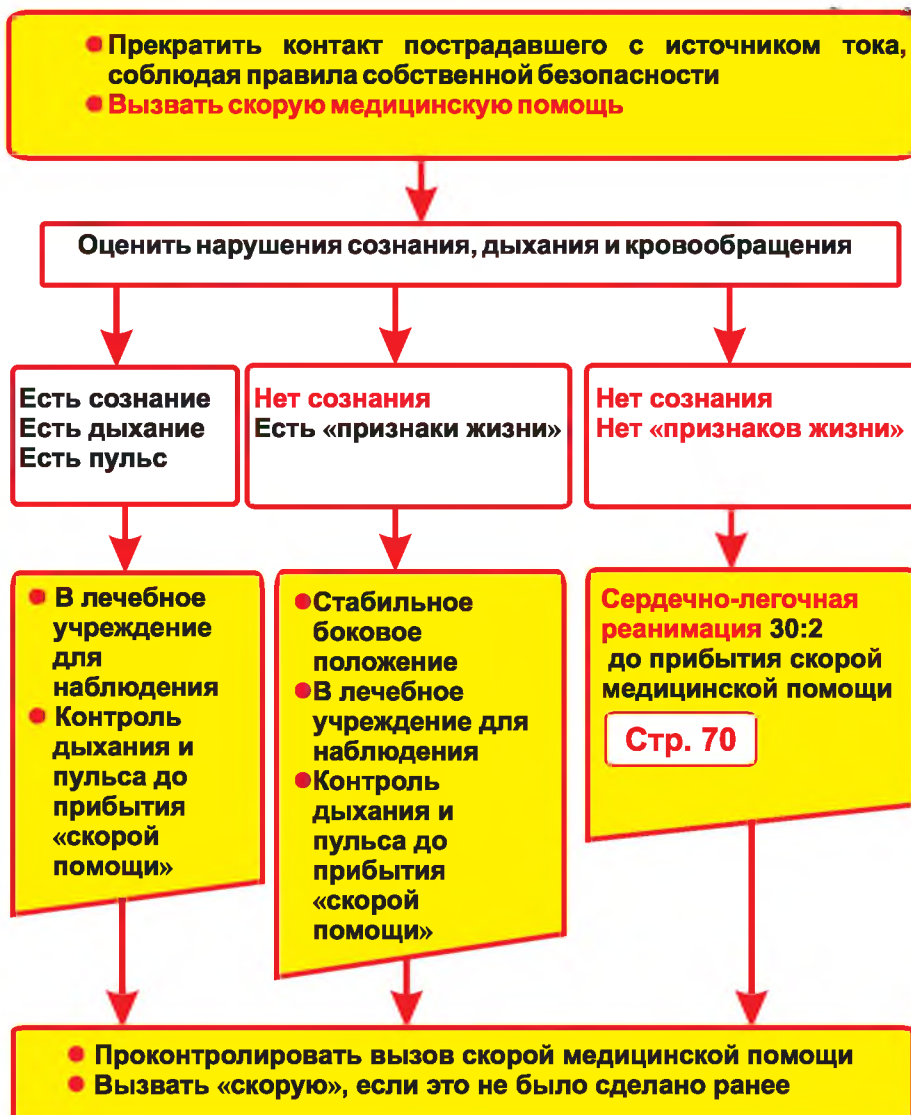 ● Прекратить контакт пострадавшего с источником тока,
соблюдая правила собственной безопасности
● Вызвать скорую медицинскую помощь
Оценить нарушения сознания, дыхания и кровообращения
Есть сознание
Есть дыхание
Есть пульс
Нет сознания
Есть «признаки жизни»
Нет сознания
Нет «признаков жизни»
● В лечебное
учреждение
для
наблюдения
● Контроль
дыхания и
пульса до
прибытия
«скорой
помощи»
●Стабильное
боковое
положение
●В лечебное
учреждение для
наблюдения
●Контроль
дыхания и
пульса до
прибытия
«скорой
помощи»
Сердечно-легочная
реанимация 30:2
до прибытия скорой
медицинской помощи
Стр. 70
● Проконтролировать вызов скорой медицинской помощи
● Вызвать «скорую», если это не было сделано ранее